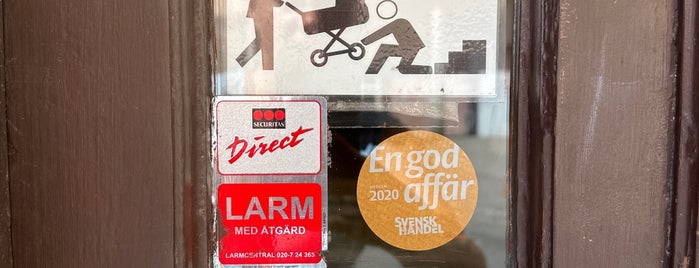 SECURITAS
Direct
LARM
MED ÅTGÄRD
LARMCENTRAL 020-7 24 365
En god
2020 affär
SVENSK
HANDEL